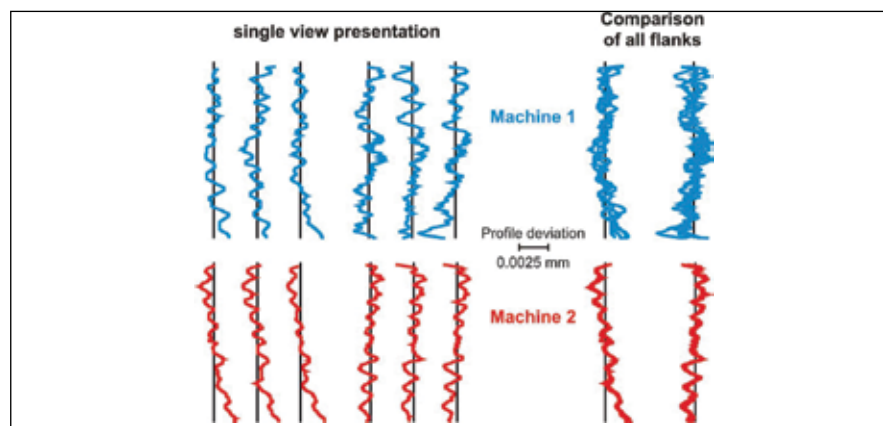 single view presentation
Comparison
of all flanks
Machine 1
Profile deviation
0.0025 mm
Machine 2